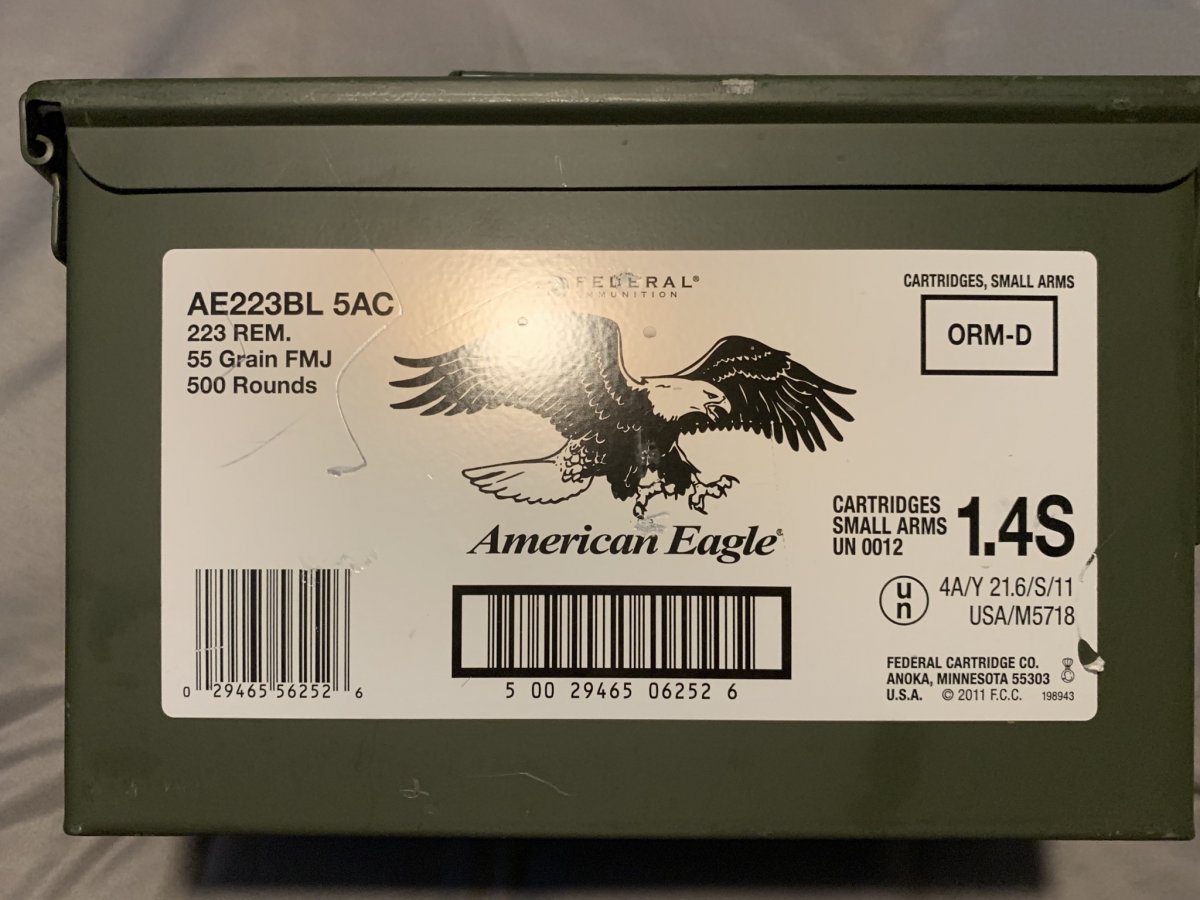 FEDERAL®
AMMUNITION
AE223BL 5AC
223 REM.
55 Grain FMJ
500 Rounds
CARTRIDGES, SMALL ARMS
ORM-D
American Eagle®
CARTRIDGES
SMALL ARMS
UN 0012
1.4S
un
4A/Y 21.6/S/11
USA/M5718
0 29465 56252 6
5 00 29465 06252 6
FEDERAL CARTRIDGE CO.
ANOKA, MINNESOTA 55303
U.S.A. © 2011 F.C.C. 198943